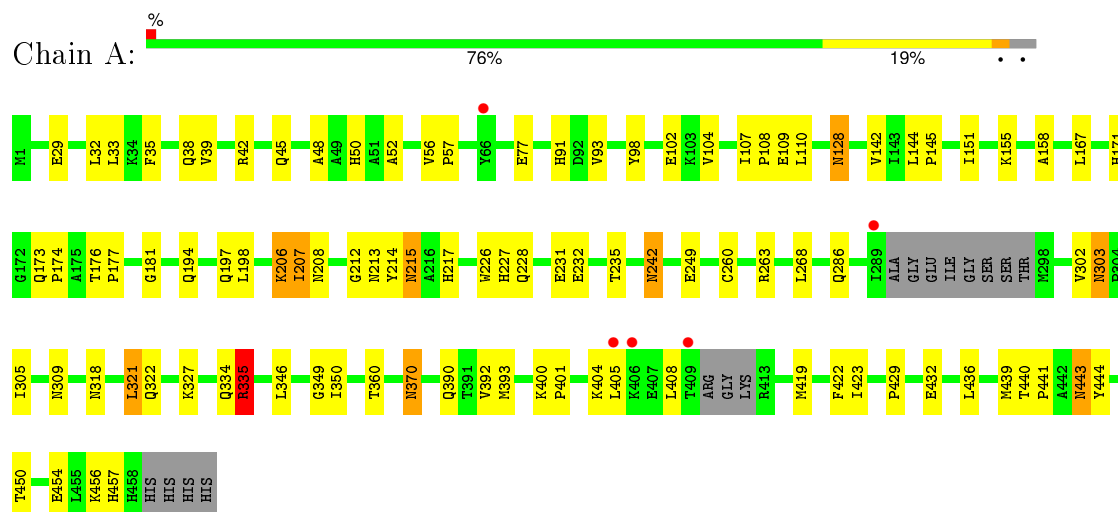 %
Chain A:
76% 19% • •
M1 E29 L32 L33 K34 F35 Q38 V39 R42 Q45 A48 A49 H50 A51 A52 V56 P57 Y66 E77 H91 D92 V93 Y98 E102 K103 V104 I107 P108 E109 L110 N128 V142 I143 L144 P145 I151 K155 A158 L167 H171
G172 Q173 P174 A175 T176 P177 G181 Q194 Q197 L198 K206 I207 N208 G212 N213 Y214 N215 A216 H217 W226 H227 Q228 E231 E232 T235 N242 E249 C260 R263 L268 Q286 I289 ALA GLY GLU ILE GLY SER SER THR M298 V302 N303 P304
I305 N309 N318 L321 Q322 K327 Q334 R335 L346 G349 I350 T360 N370 Q390 T391 V392 M393 K400 P401 K404 L405 K406 E407 L408 T409 ARG GLY LYS R413 M419 F422 I423 P429 E432 L436 M439 T440 P441 A442 N443 Y444
T450 E454 L455 K456 H457 H458 HIS HIS HIS HIS